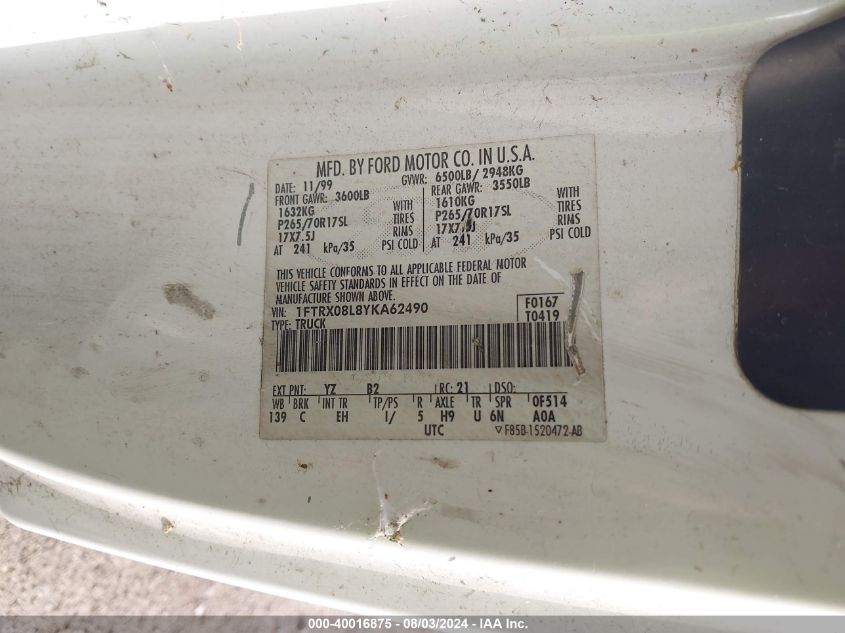 MFD. BY FORD MOTOR CO. IN U.S.A.
DATE: 11/99 GVWR: 6500LB/ 2948KG
FRONT GAWR: 3600LB REAR GAWR: 3550LB
1632KG WITH 1610KG WITH
P265/70R17SL TIRES P265/70R17SL TIRES
17X7.5J RIMS 17X7.5J RIMS
AT 241 kPa/35 PSI COLD AT 241 kPa/35 PSI COLD
THIS VEHICLE CONFORMS TO ALL APPLICABLE FEDERAL MOTOR
VEHICLE SAFETY STANDARDS IN EFFECT ON THE DATE OF
MANUFACTURE SHOWN ABOVE.
VIN: 1FTRX08L8YKA62490 F0167
TYPE: TRUCK T0419
EXT PNT: YZ B2 RC: 21 DSO:
WB BRK INT TR TP/PS R AXLE TR SPR 0F514
139 C EH I/ 5 H9 U 6N A0A
UTC F85B-1520472-AB
000-40016875 - 08/03/2024 - IAA Inc.